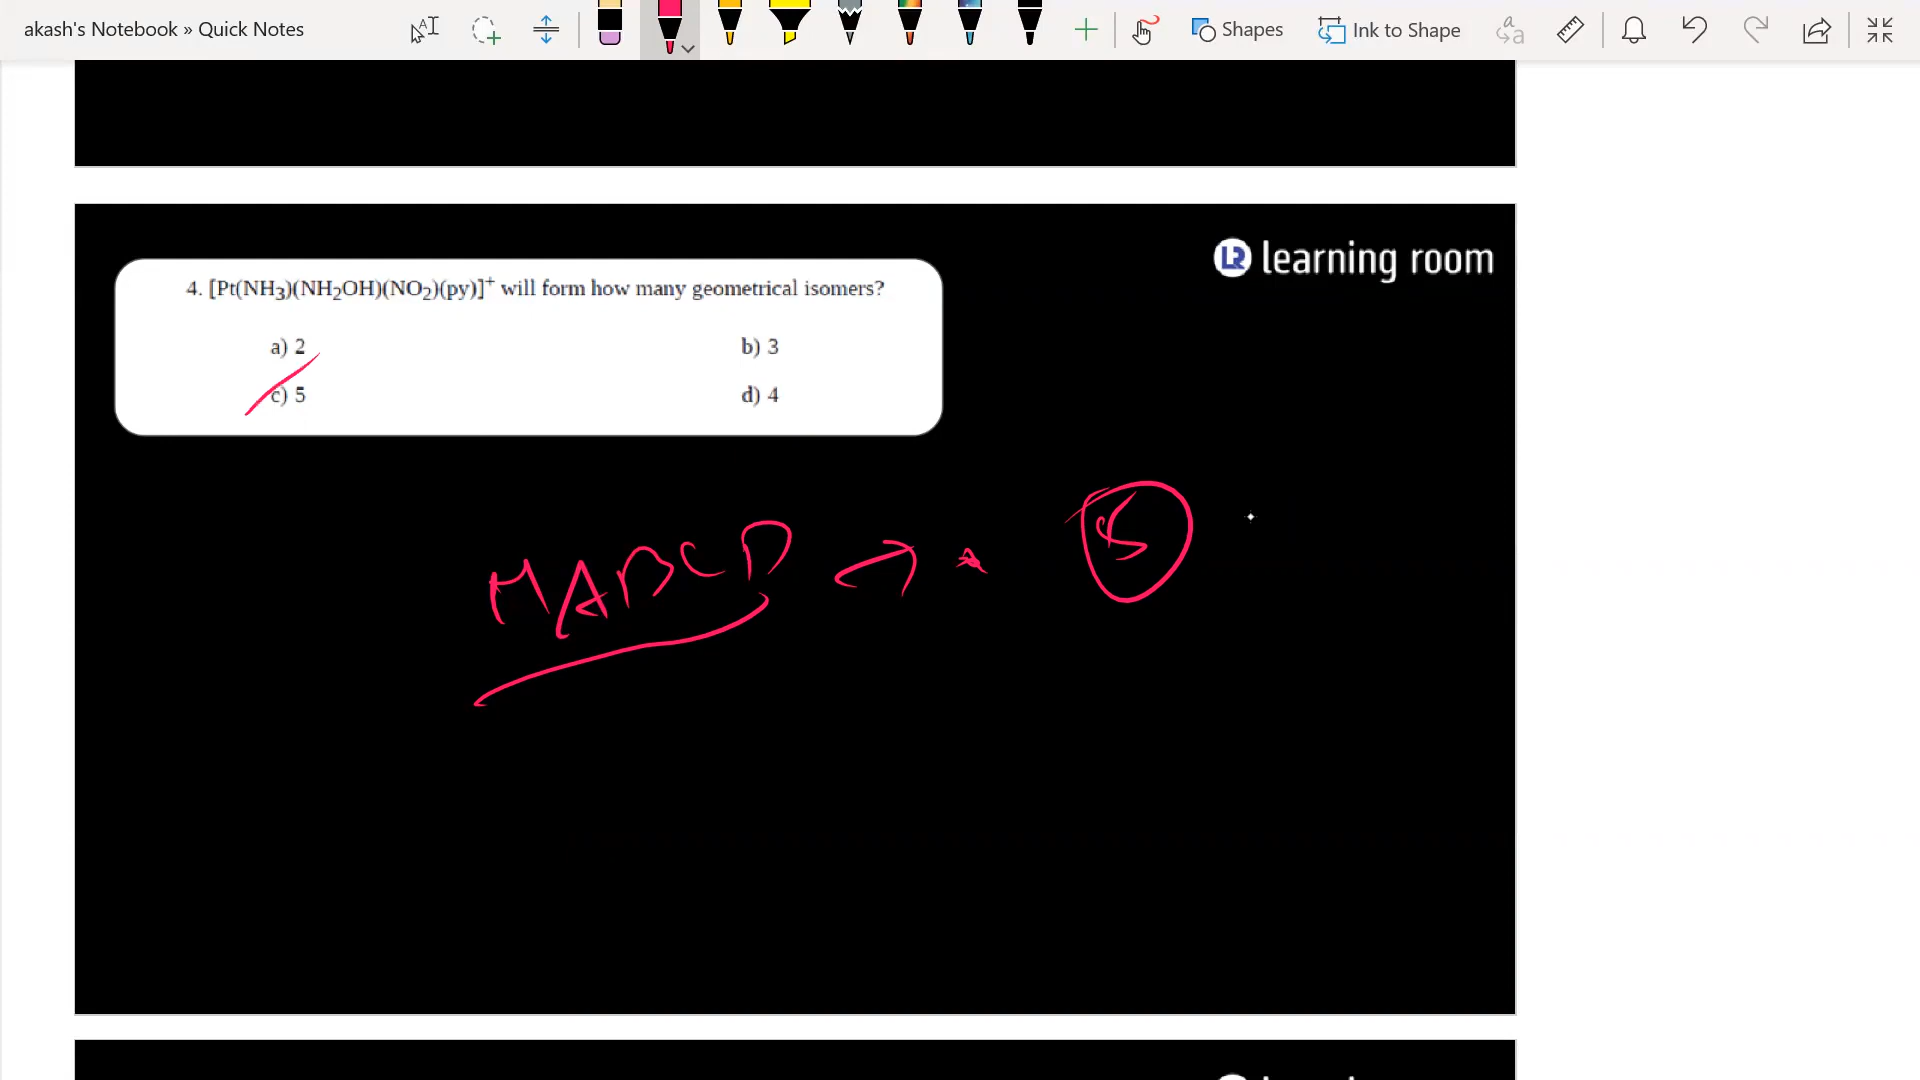 akash's Notebook » Quick Notes
Shapes
Ink to Shape
learning room
4. [Pt(NH3)(NH2OH)(NO2)(py)]+ will form how many geometrical isomers?
a) 2
b) 3
c) 5
d) 4
MABCD